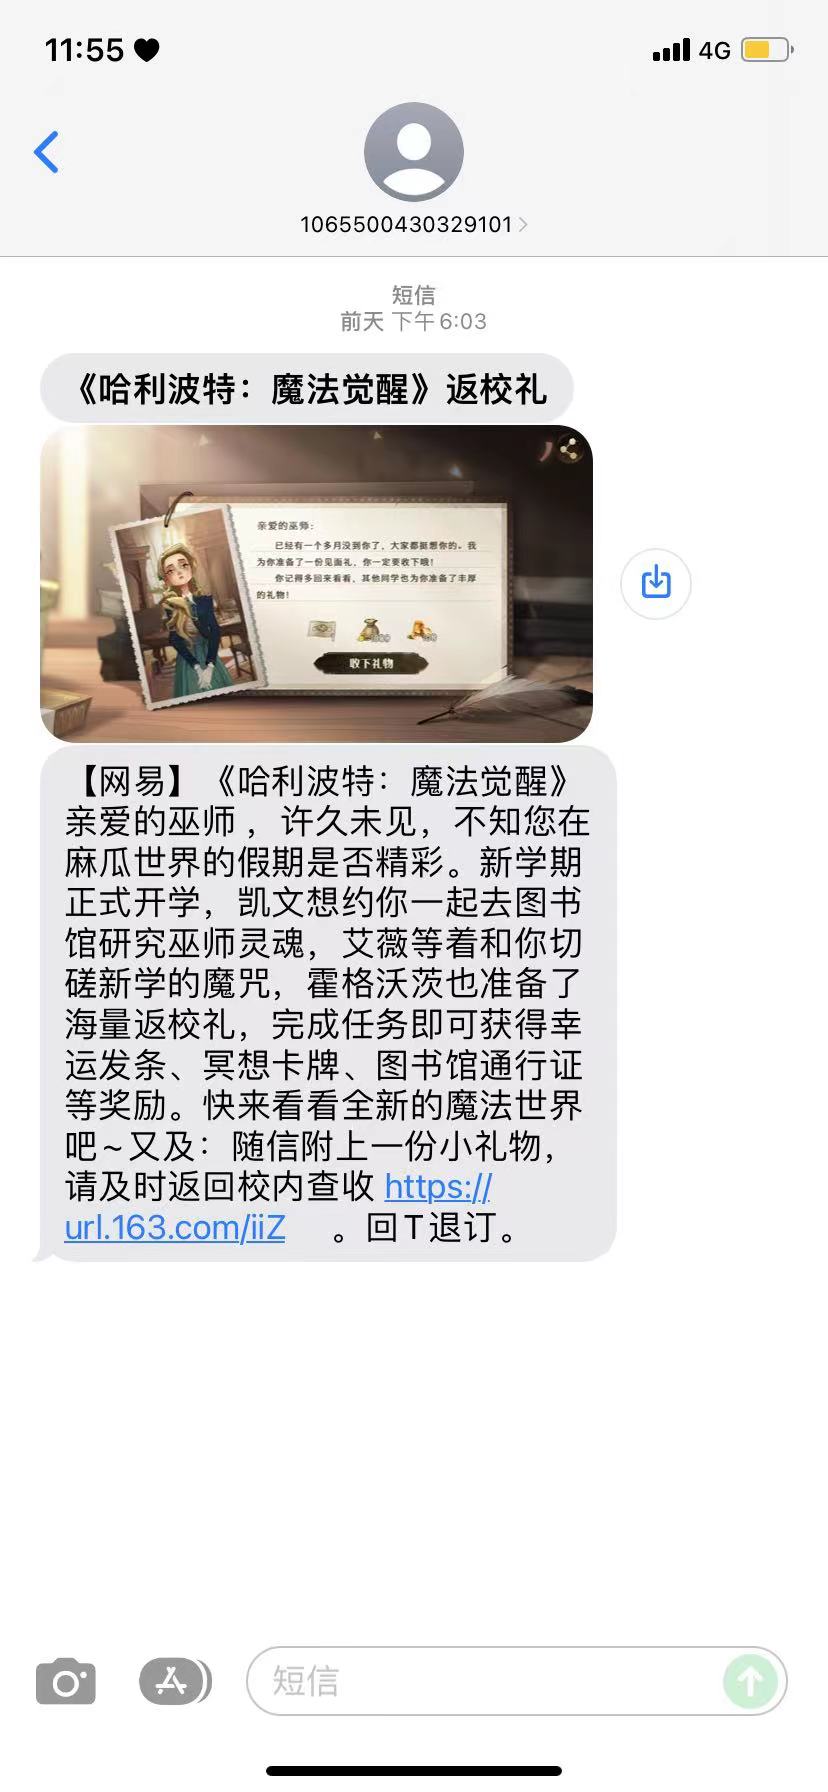 11:55
4G
1065500430329101
短信
前天 下午6:03
《哈利波特：魔法觉醒》返校礼
亲爱的巫师：
已经有一个多月没到你了，大家都挺想你的。我
为你准备了一份见面礼，你一定要收下哦！
你记得多回来看看，其他同学也为你准备了丰厚
的礼物！
收下礼物
【网易】《哈利波特：魔法觉醒》
亲爱的巫师 ，许久未见，不知您在
麻瓜世界的假期是否精彩。新学期
正式开学，凯文想约你一起去图书
馆研究巫师灵魂，艾薇等着和你切
磋新学的魔咒，霍格沃茨也准备了
海量返校礼，完成任务即可获得幸
运发条、冥想卡牌、图书馆通行证
等奖励。快来看看全新的魔法世界
吧~又及：随信附上一份小礼物，
请及时返回校内查收 https://
url.163.com/iiZ 。回T退订。
短信